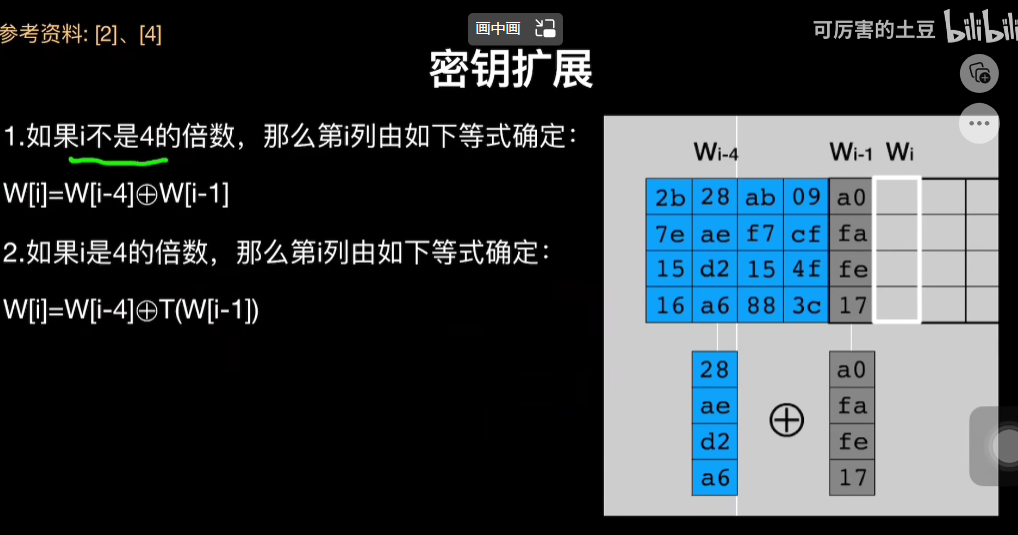 参考资料: [2]、[4]
画中画
可厉害的土豆 bilibili
密钥扩展
1.如果i不是4的倍数，那么第i列由如下等式确定：
W[i]=W[i-4]⊕W[i-1]
2.如果i是4的倍数，那么第i列由如下等式确定：
W[i]=W[i-4]⊕T(W[i-1])
Wi-4 Wi-1 Wi
2b 28 ab 09 a0
7e ae f7 cf fa
15 d2 15 4f fe
16 a6 88 3c 17
28 a0
ae fa
⊕
d2 fe
a6 17